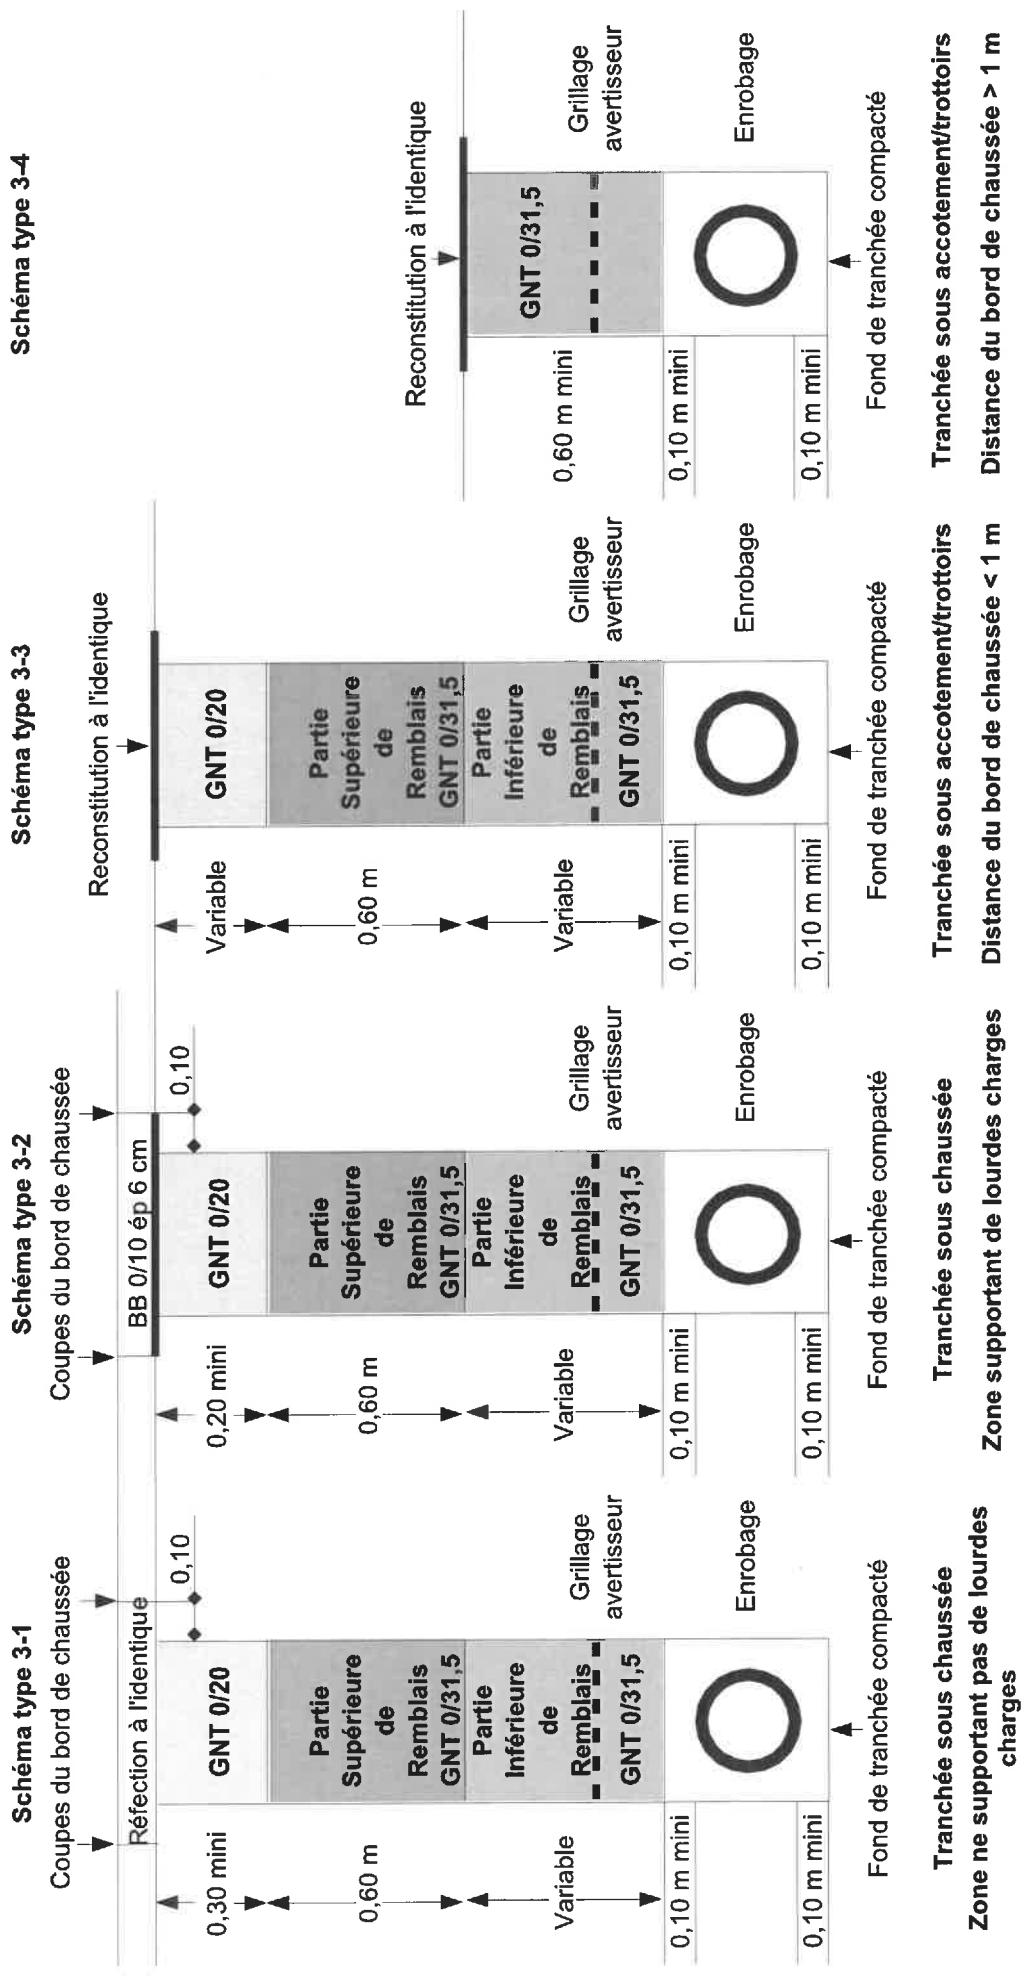 Schéma type 3-1
Coupes du bord de chaussée
Réfection à l'identique
0,10
0,30 mini
GNT 0/20
0,60 m
Partie
Supérieure
de
Remblais
GNT 0/31,5
Variable
Partie
Inférieure
de
Remblais
GNT 0/31,5
Grillage
avertisseur
0,10 m mini
Enrobage
0,10 m mini
Fond de tranchée compacté
Tranchée sous chaussée
Zone ne supportant pas de lourdes
charges
Schéma type 3-2
Coupes du bord de chaussée
BB 0/10 ép 6 cm
0,10
0,20 mini
GNT 0/20
0,60 m
Partie
Supérieure
de
Remblais
GNT 0/31,5
Variable
Partie
Inférieure
de
Remblais
GNT 0/31,5
Grillage
avertisseur
0,10 m mini
Enrobage
0,10 m mini
Fond de tranchée compacté
Tranchée sous chaussée
Zone supportant de lourdes charges
Schéma type 3-3
Reconstitution à l'identique
Variable
GNT 0/20
0,60 m
Partie
Supérieure
de
Remblais
GNT 0/31,5
Variable
Partie
Inférieure
de
Remblais
GNT 0/31,5
Grillage
avertisseur
0,10 m mini
Enrobage
0,10 m mini
Fond de tranchée compacté
Tranchée sous accotement/trottoirs
Distance du bord de chaussée < 1 m
Schéma type 3-4
Reconstitution à l'identique
0,60 m mini
GNT 0/31,5
Grillage
avertisseur
0,10 m mini
Enrobage
0,10 m mini
Fond de tranchée compacté
Tranchée sous accotement/trottoirs
Distance du bord de chaussée > 1 m